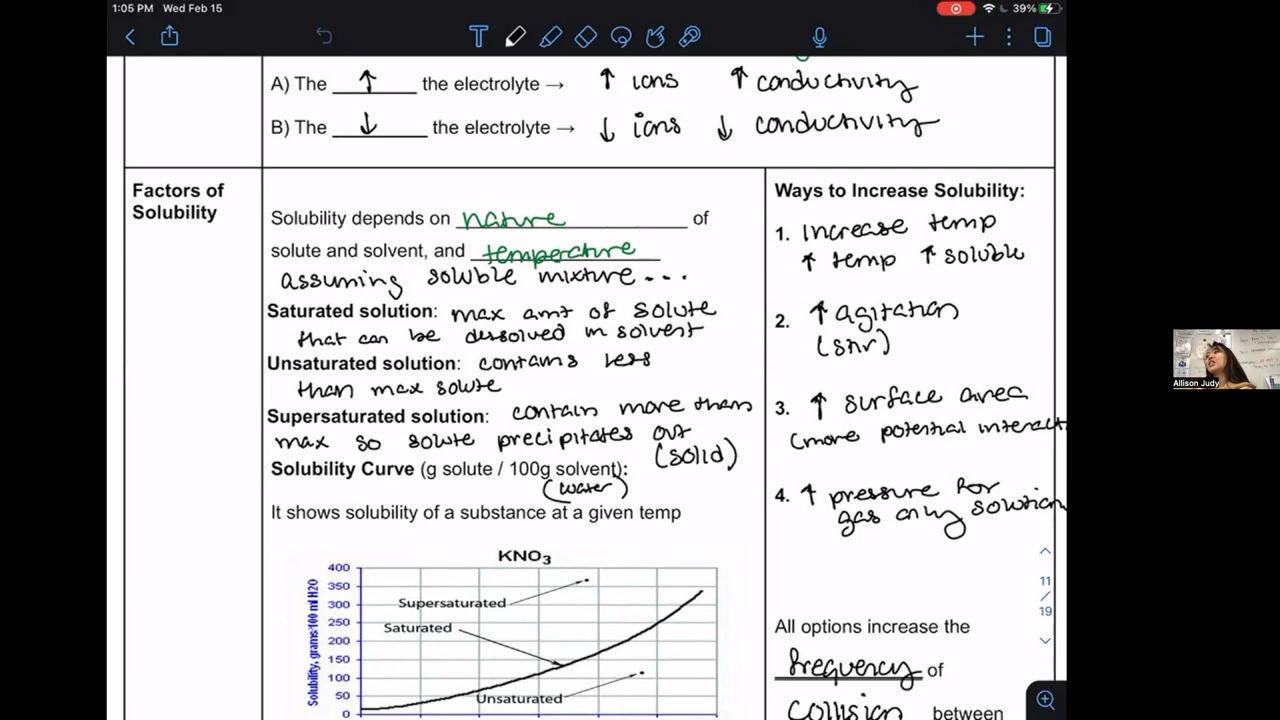 1:05 PM Wed Feb 15
39%
A) The ↑ the electrolyte → ↑ ions ↑ conductivity
B) The ↓ the electrolyte → ↓ ions ↓ conductivity
Factors of
Solubility
Solubility depends on nature of
solute and solvent, and temperature
assuming soluble mixture...
Saturated solution: max amt of solute
that can be dissolved in solvent
Unsaturated solution: contains less
than max solute
Supersaturated solution: contain more than
max so solute precipitates out
(solid)
Solubility Curve (g solute / 100g solvent):
(water)
It shows solubility of a substance at a given temp
KNO3
Solubility, grams/100 ml H2O
400
350
300
250
200
150
100
50
0
Supersaturated
Saturated
Unsaturated
Ways to Increase Solubility:
1. Increase temp
↑ temp ↑ soluble
2. ↑ agitation
(stir)
3. ↑ surface area
(more potential interact
4. ↑ pressure for
gas only solution
All options increase the
frequency of
collision between
11
/
19
Allison Judy